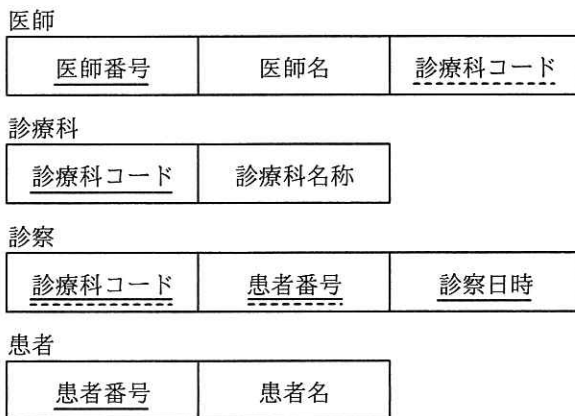 医師
医師番号 医師名 診療科コード
診療科
診療科コード 診療科名称
診察
診療科コード 患者番号 診察日時
患者
患者番号 患者名